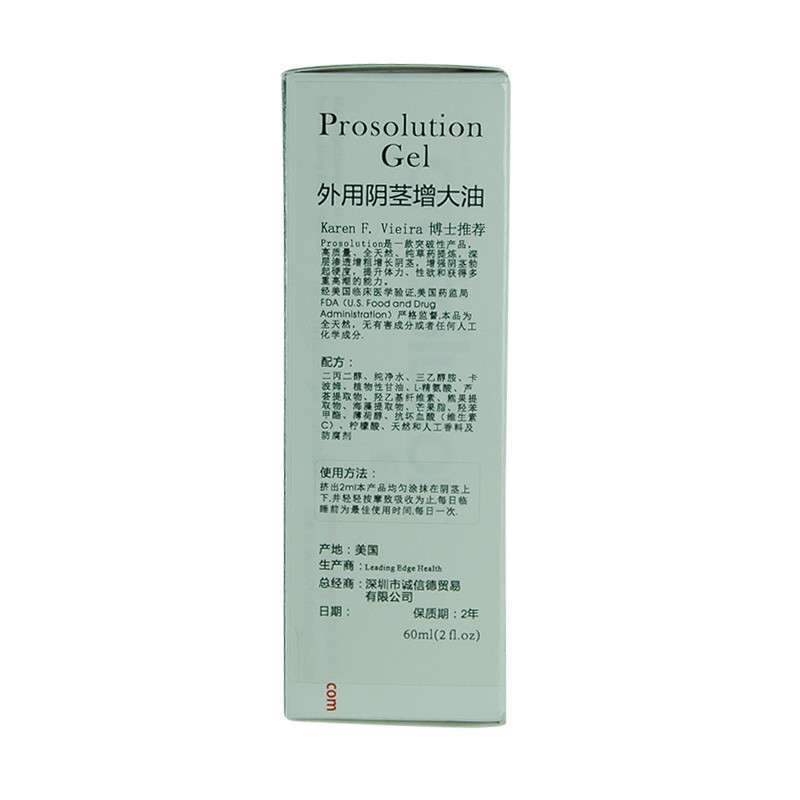 Prosolution
Gel
外用阴茎增大油
Karen F. Vieira 博士推荐
Prosolution是一款突破性产品,
高质量、全天然、纯草药提炼, 深
层渗透增粗增长阴茎, 增强阴茎勃
起硬度, 提升体力、性欲和获得多
重高潮的能力。
经美国临床医学验证,美国药监局
FDA（U.S. Food and Drug
Administration）严格监督,本品为
全天然, 无有害成分或者任何人工
化学成分.
配方：
二丙二醇、纯净水、三乙醇胺、卡
波姆、植物性甘油、L-精氨酸、芦
荟提取物、羟乙基纤维素、熊果提
取物、海藻提取物、芒果脂、羟苯
甲酯、薄荷醇、抗坏血酸（维生素
C）、柠檬酸、天然和人工香料及
防腐剂
使用方法：
挤出2ml本产品均匀涂抹在阴茎上
下,并轻轻按摩致吸收为止,每日临
睡前为最佳使用时间,每日一次.
产地：美国
生产商：Leading Edge Health
总经商：深圳市诚信德贸易
有限公司
日期： 保质期：2年
60ml(2 fl.oz)
com